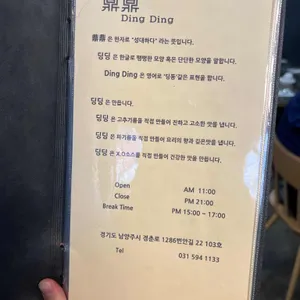 鼎鼎
Ding Ding
鼎鼎 은 한자로 "성대하다" 라는 뜻입니다.
딩딩 은 한글로 팽팽한 모양 혹은 단단한 모양을 말합니다.
Ding Ding 은 영어로 '딩동'같은 표현을 합니다.
딩딩 은 만듭니다.
딩딩 은 고추기름을 직접 만들어 진하고 고소한 맛을 냅니다.
딩딩 은 파기름을 직접 만들어 요리의 향과 깊은맛을 냅니다.
딩딩 은 X.O소스를 직접 만들어 건강한 맛을 만듭니다.
Open AM 11:00
Close PM 21:00
Break Time PM 15:00 ~ 17:00
경기도 남양주시 경춘로 1286번안길 22 103호
Tel 031 594 1133